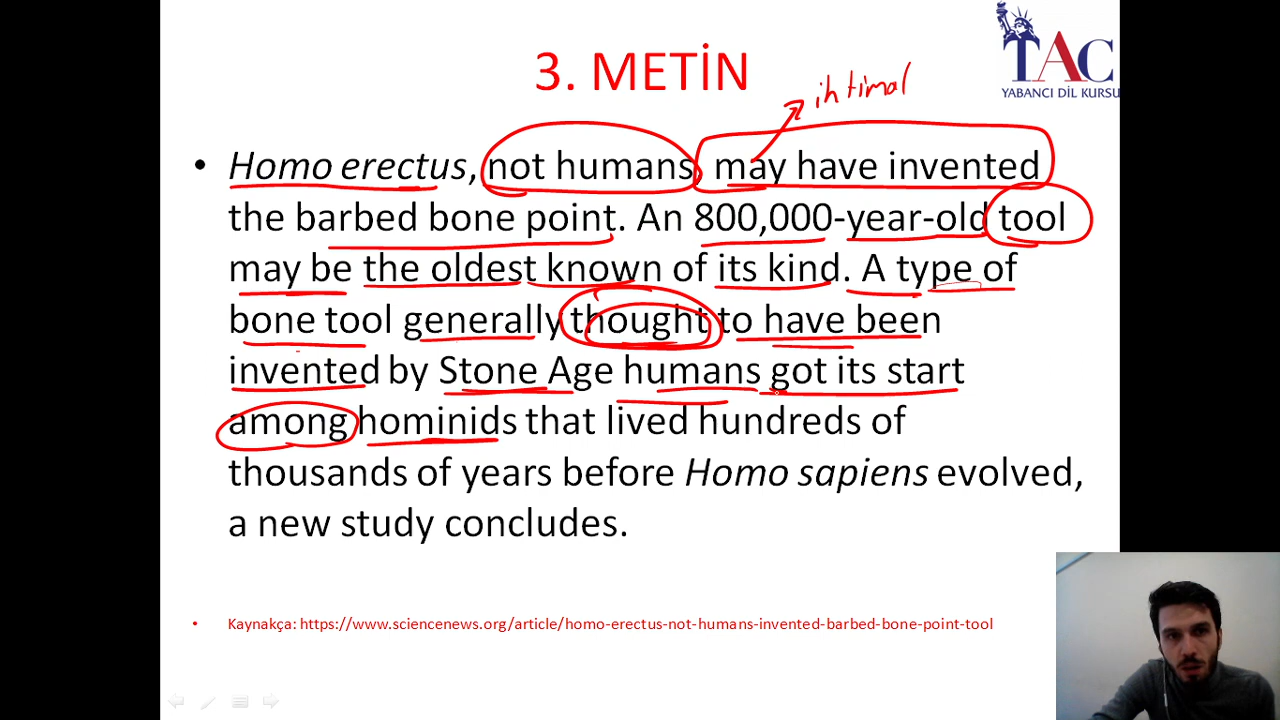 TAC
YABANCI DİL KURSU
3. METİN
ihtimal
• Homo erectus, not humans, may have invented
the barbed bone point. An 800,000-year-old tool
may be the oldest known of its kind. A type of
bone tool generally thought to have been
invented by Stone Age humans got its start
among hominids that lived hundreds of
thousands of years before Homo sapiens evolved,
a new study concludes.
• Kaynakça: https://www.sciencenews.org/article/homo-erectus-not-humans-invented-barbed-bone-point-tool